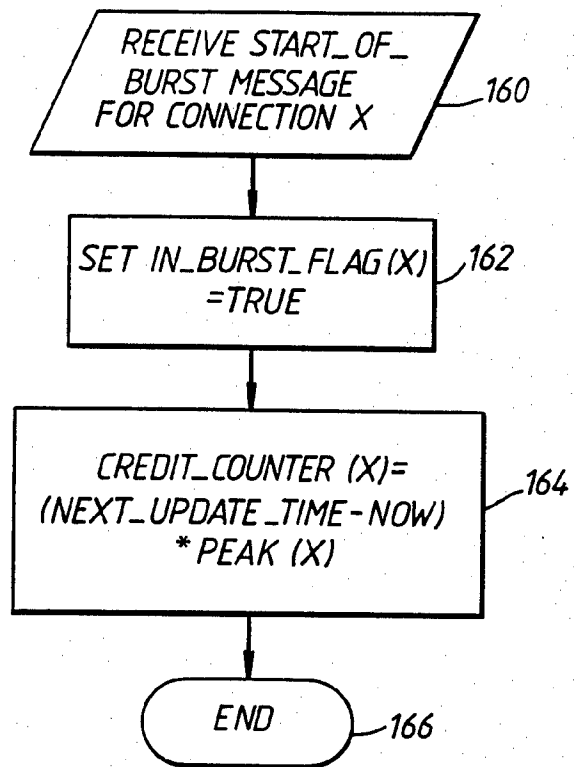 RECEIVE START_OF_
BURST MESSAGE
FOR CONNECTION X
160
SET IN_BURST_FLAG (X)
=TRUE
162
CREDIT_COUNTER (X)=
(NEXT_UPDATE_TIME-NOW)
* PEAK (X)
164
END
166